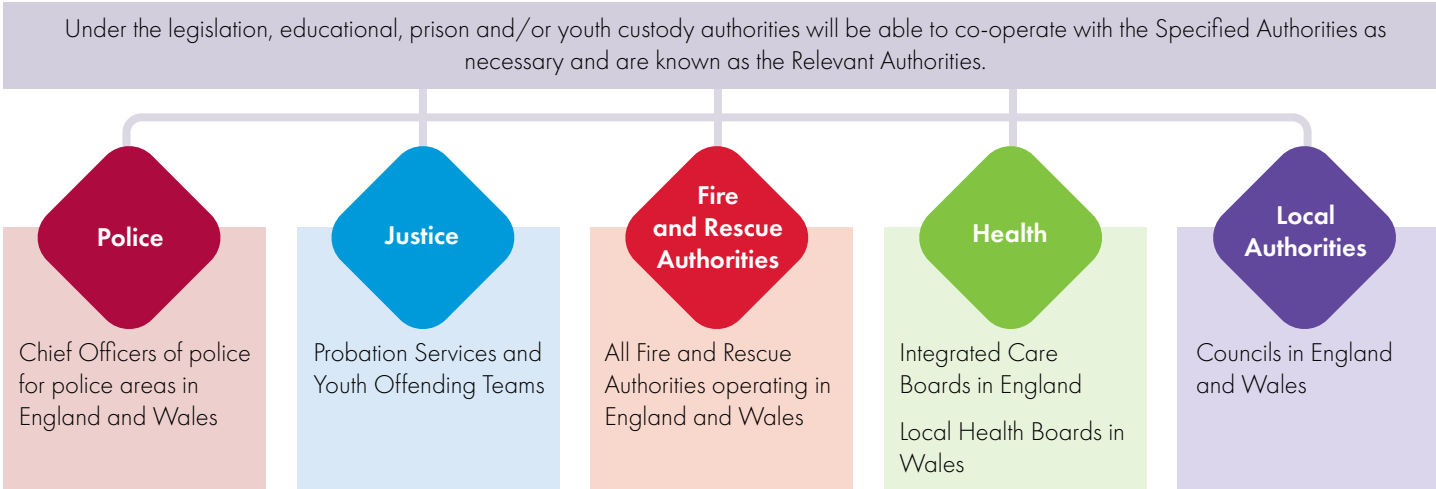 Under the legislation, educational, prison and/or youth custody authorities will be able to co-operate with the Specified Authorities as
necessary and are known as the Relevant Authorities.
Police
Chief Officers of police
for police areas in
England and Wales
Justice
Probation Services and
Youth Offending Teams
Fire
and Rescue
Authorities
All Fire and Rescue
Authorities operating in
England and Wales
Health
Integrated Care
Boards in England
Local Health Boards in
Wales
Local
Authorities
Councils in England
and Wales